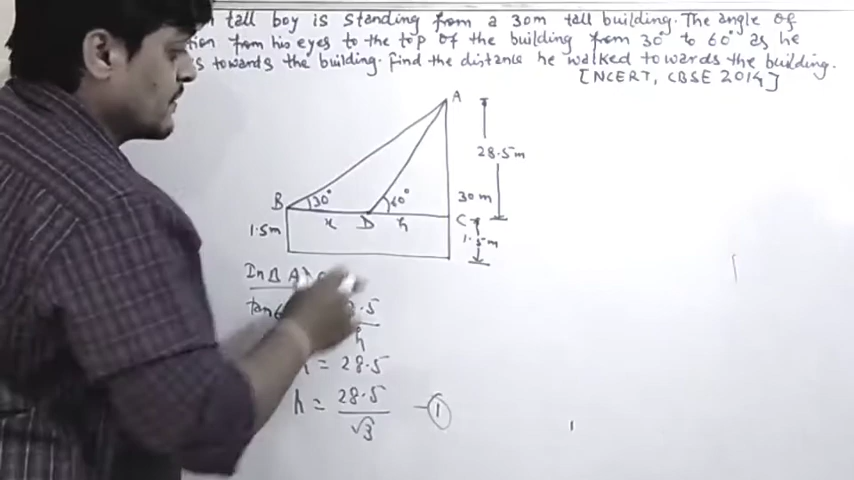 tall boy is standing from a 30m tall building. The angle of
from his eyes to the top of the building from 30° to 60° as he
towards the building. find the distance he walked towards the building.
[NCERT, CBSE 2014]
A
28.5m
B 30° 60° 30m
x D h C
1.5m 1.5m
In Δ A
tan .5
h
= 28.5
h = 28.5 - 1
√3